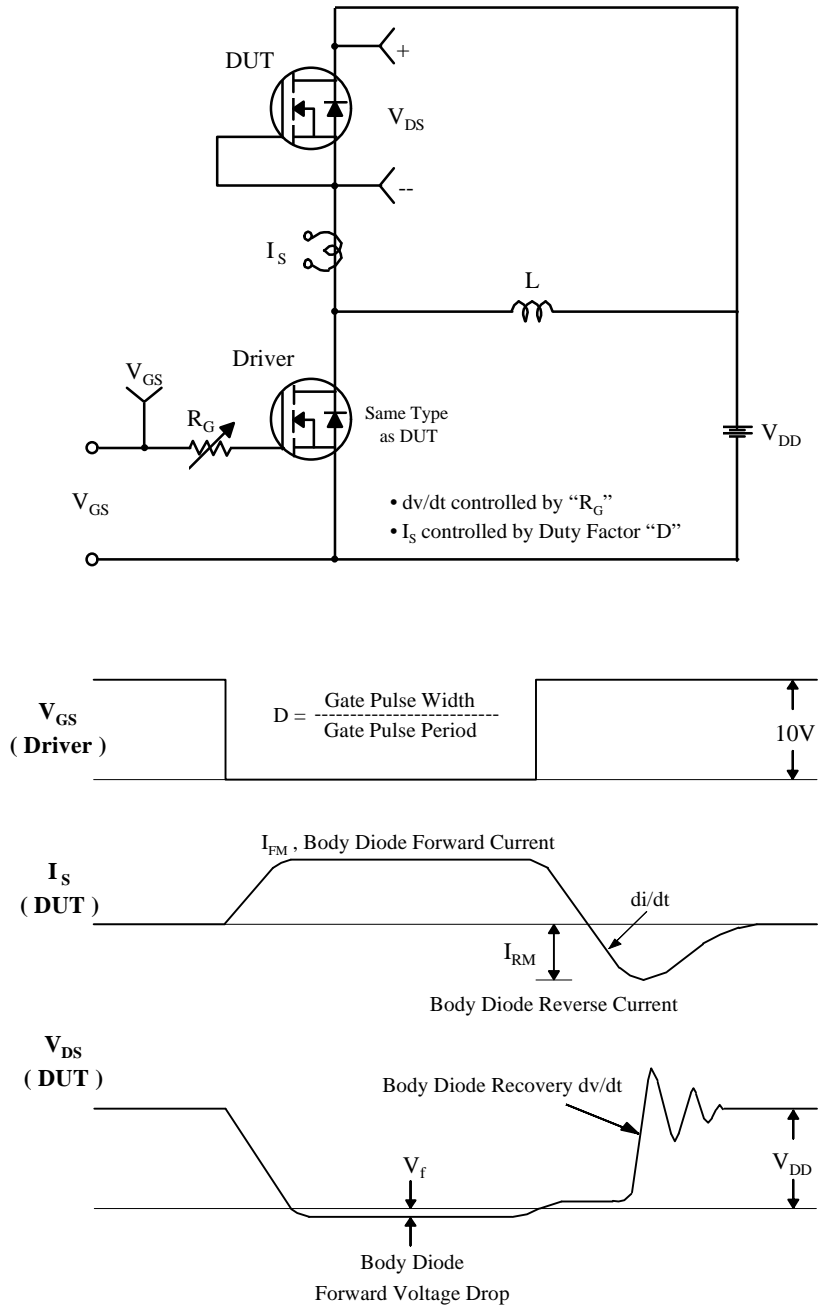 +
DUT
V_DS
--
I_S
L
Driver
V_GS
R_G
Same Type
as DUT
V_DD
V_GS
• dv/dt controlled by “R_G”
• I_S controlled by Duty Factor “D”
V_GS
( Driver )
D = Gate Pulse Width
--------------------------
Gate Pulse Period
10V
I_FM , Body Diode Forward Current
I_S
( DUT )
di/dt
I_RM
Body Diode Reverse Current
V_DS
( DUT )
Body Diode Recovery dv/dt
V_f
V_DD
Body Diode
Forward Voltage Drop